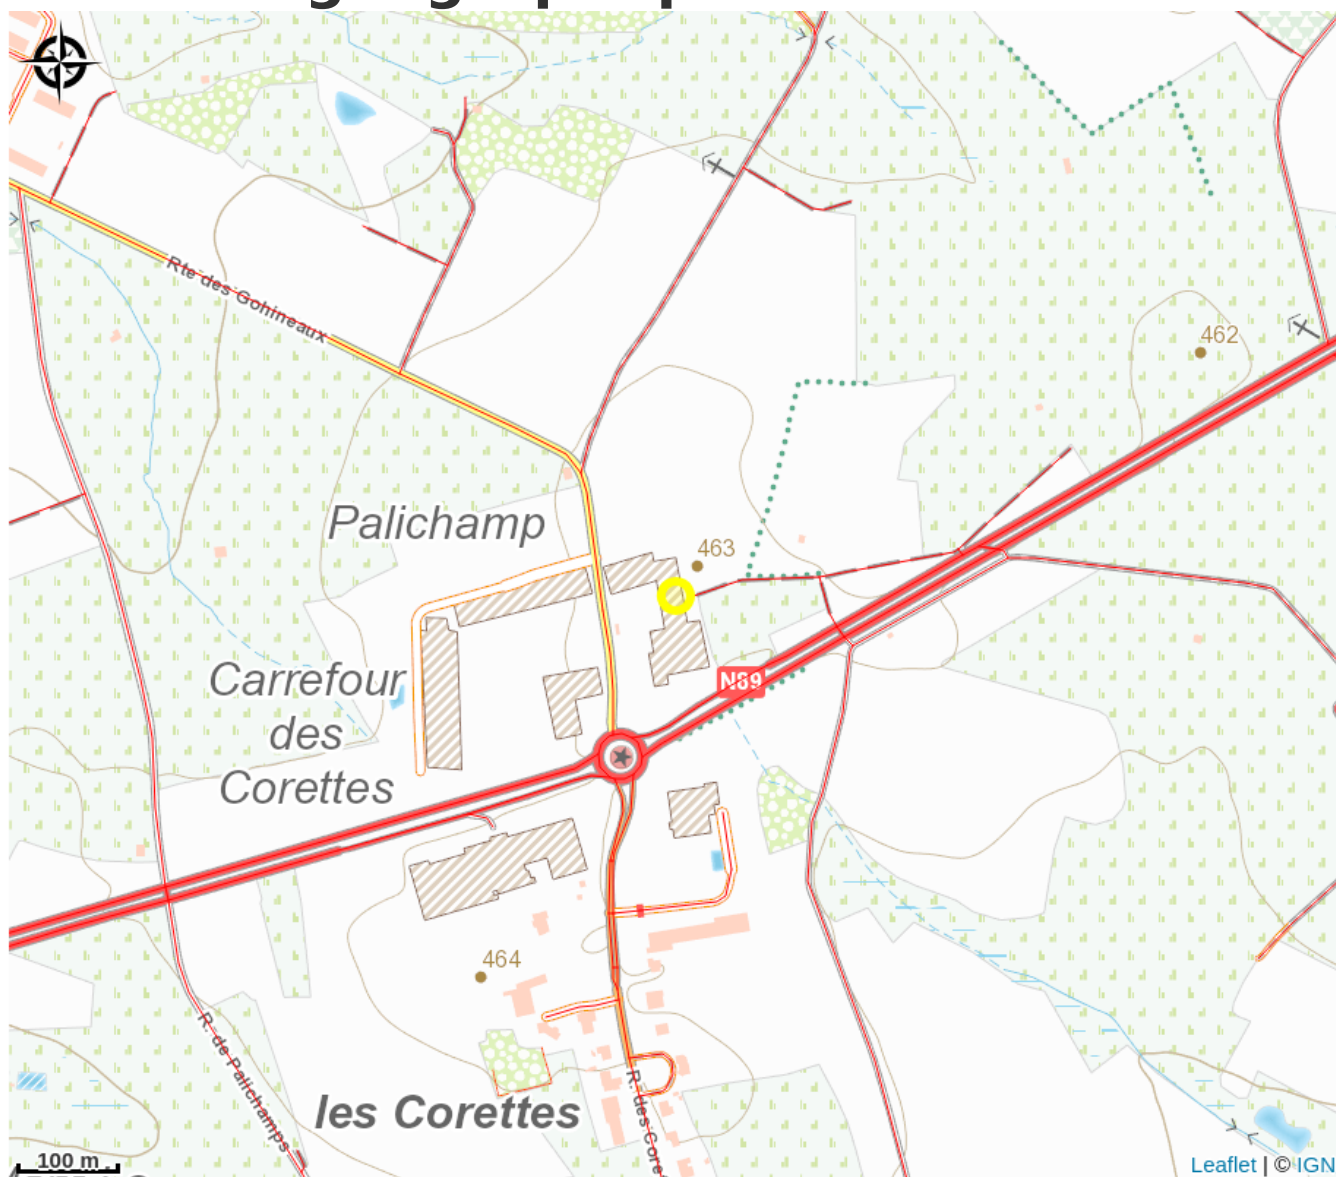 Rte des Gohineaux
462
Palichamp
463
Carrefour
des
Corettes
N89
464
R. de Palichamps
les Corettes
R. des Core
100 m
Leaflet | © IGN